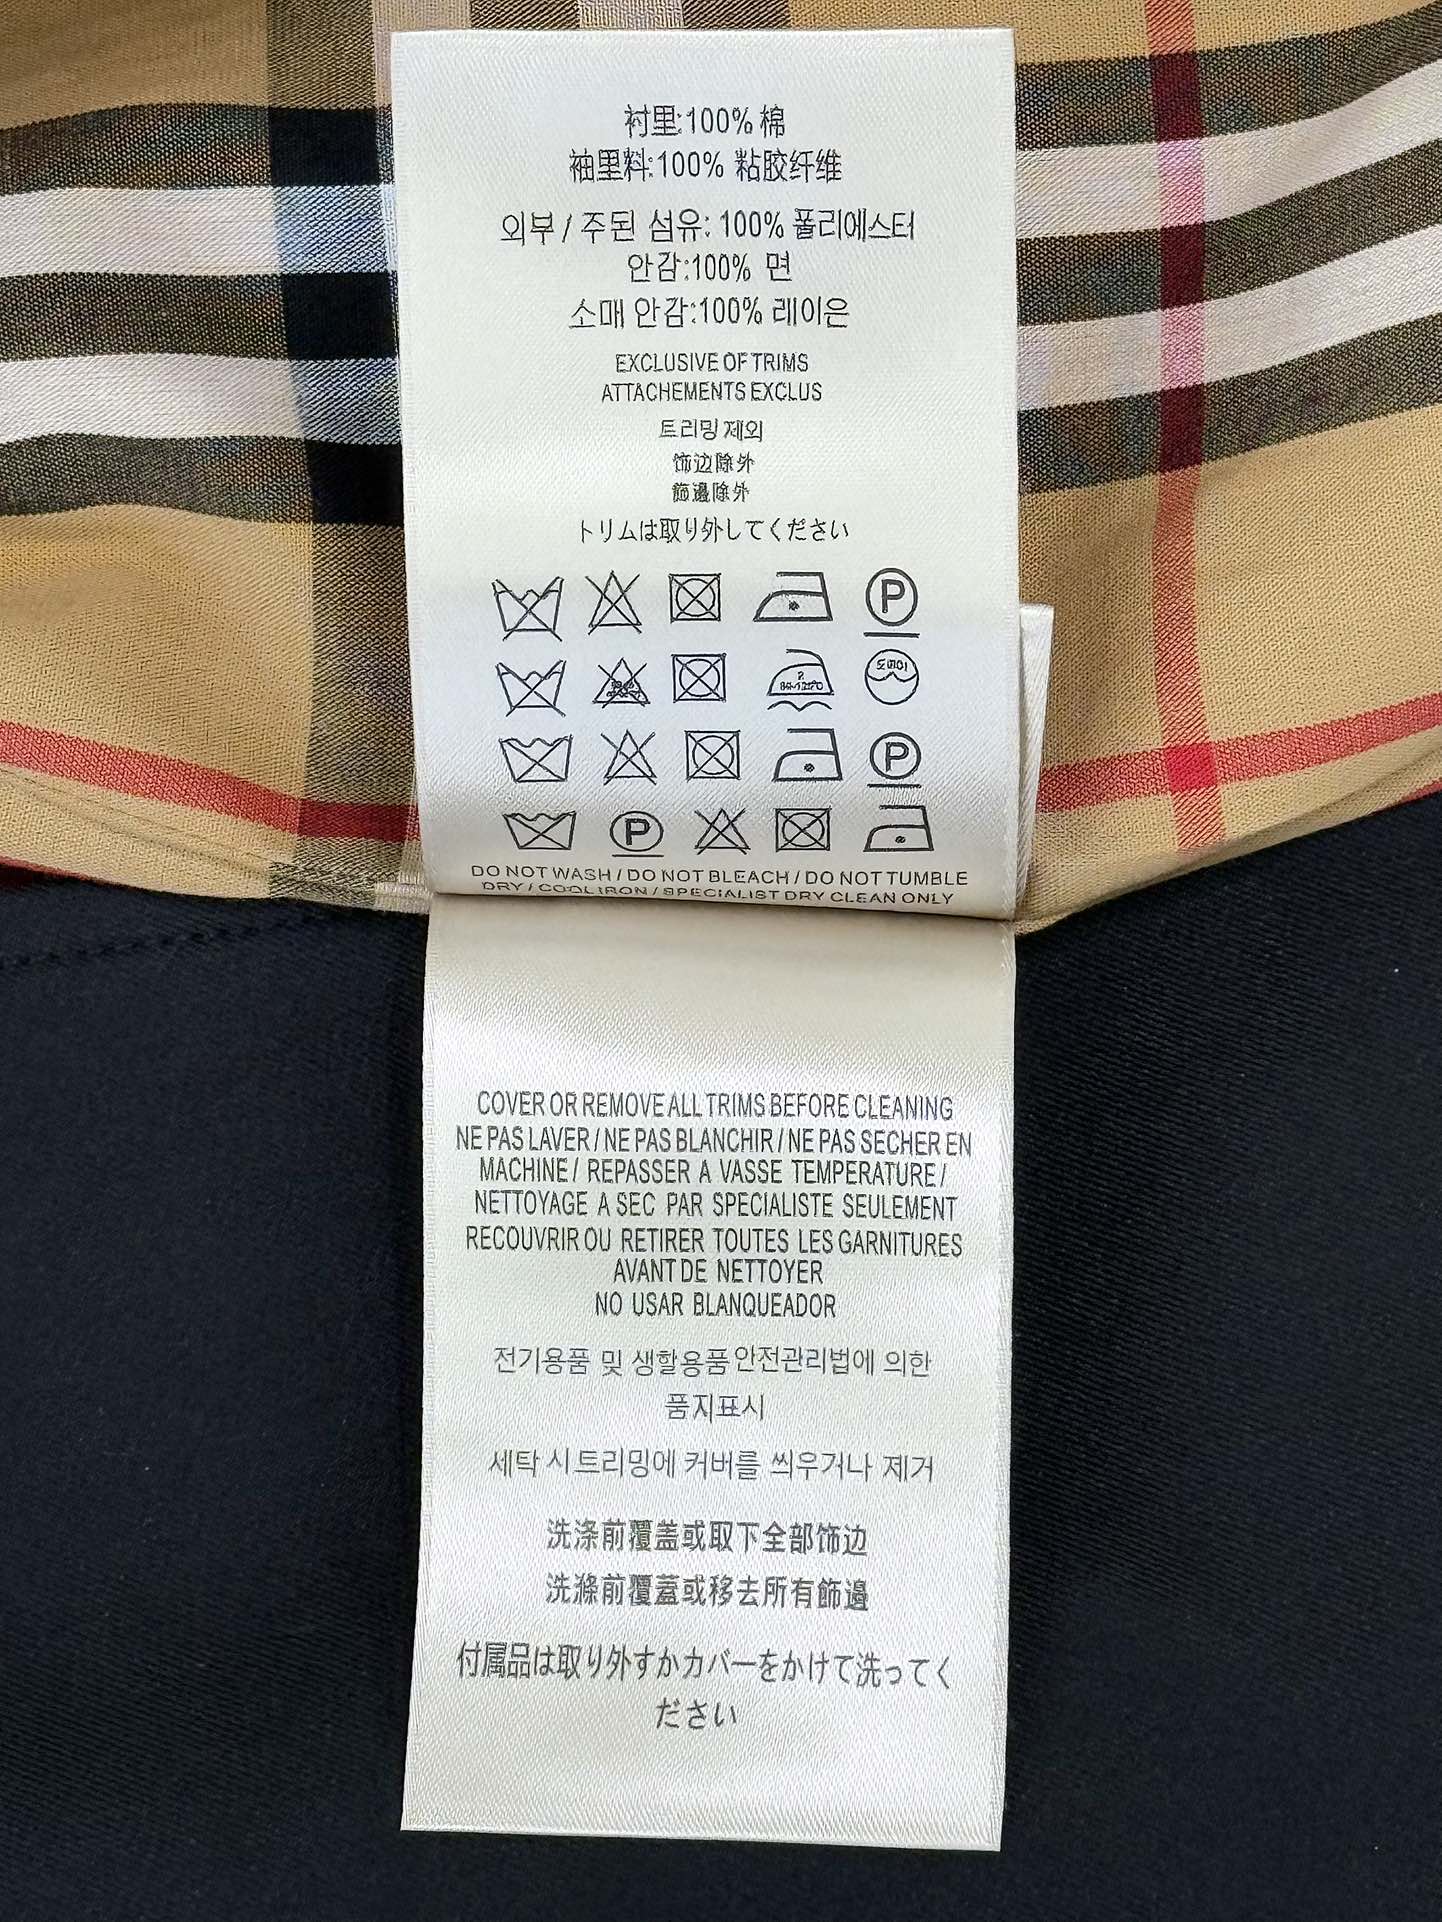 衬里:100% 棉
袖里料:100% 粘胶纤维
외부 / 주된 섬유: 100% 폴리에스터
안감:100% 면
소매 안감:100% 레이온
EXCLUSIVE OF TRIMS
ATTACHEMENTS EXCLUS
트리밍 제외
饰边除外
飾邊除外
トリムは取り外してください
P
P
P
DO NOT WASH / DO NOT BLEACH / DO NOT TUMBLE
DRY / COOL IRON / SPECIALIST DRY CLEAN ONLY
COVER OR REMOVE ALL TRIMS BEFORE CLEANING
NE PAS LAVER / NE PAS BLANCHIR / NE PAS SECHER EN
MACHINE / REPASSER A VASSE TEMPERATURE /
NETTOYAGE A SEC PAR SPECIALISTE SEULEMENT
RECOUVRIR OU RETIRER TOUTES LES GARNITURES
AVANT DE NETTOYER
NO USAR BLANQUEADOR
전기용품 및 생활용품안전관리법에 의한
품지표시
세탁 시 트리밍에 커버를 씌우거나 제거
洗涤前覆盖或取下全部饰边
洗滌前覆蓋或移去所有飾邊
付属品は取り外すかカバーをかけて洗ってく
ださい